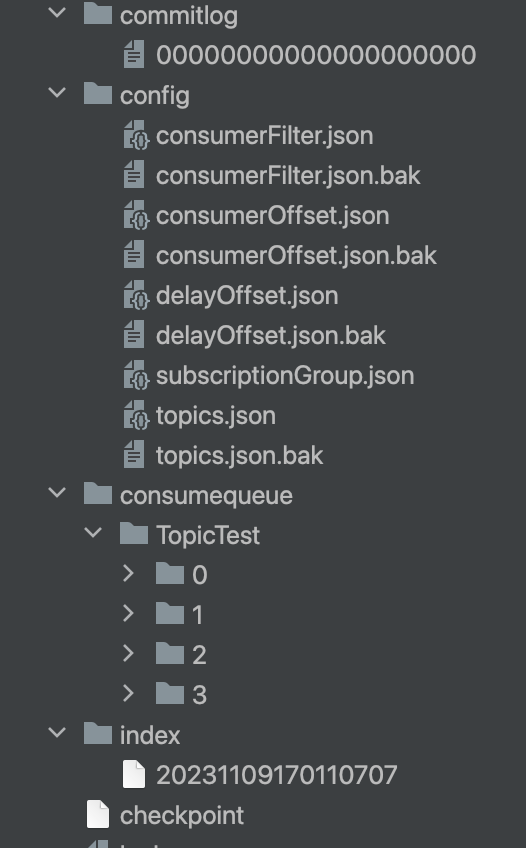 commitlog
00000000000000000000
config
consumerFilter.json
consumerFilter.json.bak
consumerOffset.json
consumerOffset.json.bak
delayOffset.json
delayOffset.json.bak
subscriptionGroup.json
topics.json
topics.json.bak
consumequeue
TopicTest
0
1
2
3
index
20231109170110707
checkpoint